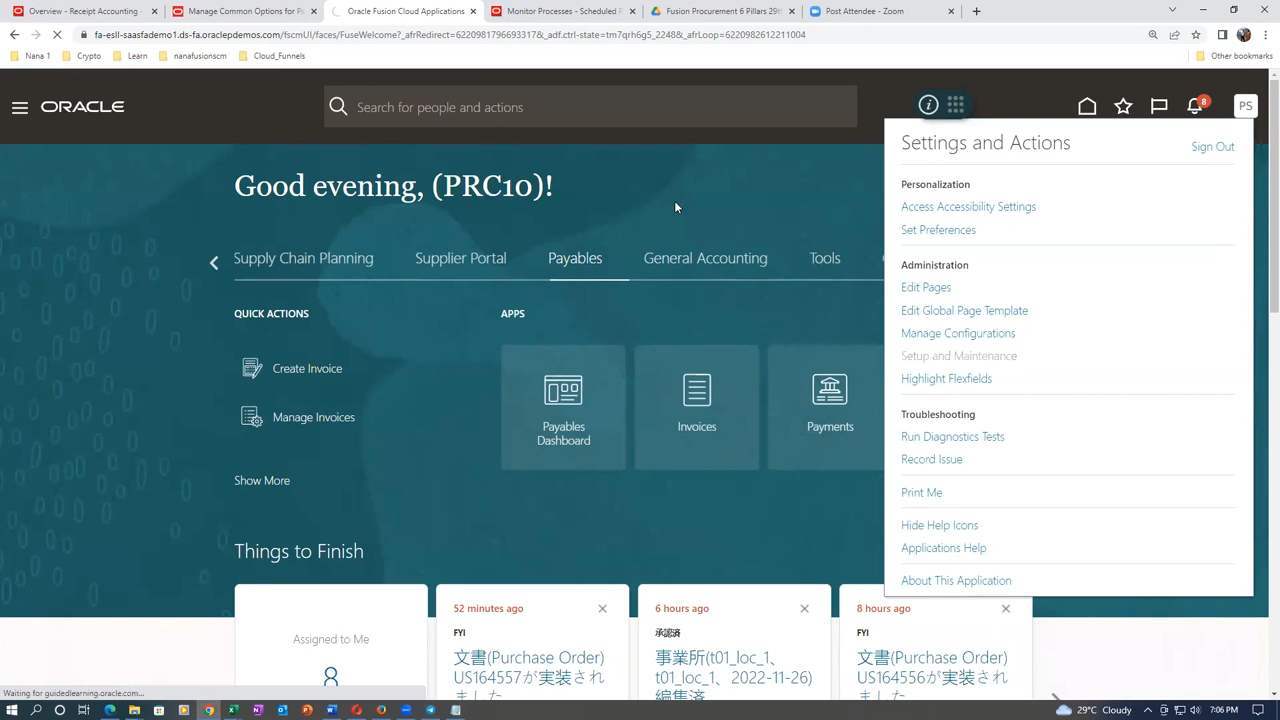 N - Review Accounting -
Manage Common Options for P
Oracle Fusion Cloud Applications
Monitor Processes - Scheduled P
Fusion Procurement 6 Pillars 29th
Post Attendee - Zoom
fa-esll-saasfademo1.ds-fa.oraclepdemos.com/fscmUI/faces/FuseWelcome?_afrRedirect=6220981796693317&_adf.ctrl-state=tm7qrh6g5_2248&_afrLoop=6220982612211004
Nana 1
Crypto
Learn
nanafusionscm
Cloud_Funnels
Other bookmarks
ORACLE
Search for people and actions
8
PS
Settings and Actions
Sign Out
Personalization
Access Accessibility Settings
Set Preferences
Administration
Edit Pages
Edit Global Page Template
Manage Configurations
Setup and Maintenance
Highlight Flexfields
Troubleshooting
Run Diagnostics Tests
Record Issue
Print Me
Hide Help Icons
Applications Help
About This Application
Good evening, (PRC10)!
Supply Chain Planning
Supplier Portal
Payables
General Accounting
Tools
QUICK ACTIONS
Create Invoice
Manage Invoices
Show More
APPS
Payables
Dashboard
Invoices
Payments
Things to Finish
Assigned to Me
52 minutes ago
FYI
文書(Purchase Order)
US164557が実装され
ました
6 hours ago
承認済
事業所(t01_loc_1、
t01_loc_1、2022-11-26)
編集済
8 hours ago
FYI
文書(Purchase Order)
US164556が実装され
ました
Waiting for guidedlearning.oracle.com...
29°C Cloudy
7:06 PM